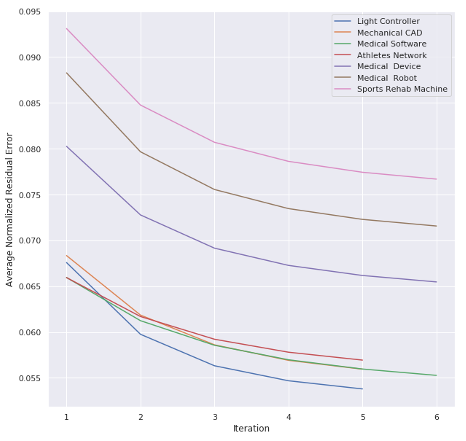 0.095
0.090
0.085
0.080
0.075
0.070
0.065
0.060
0.055
Average Normalized Residual Error
Light Controller
Mechanical CAD
Medical Software
Athletes Network
Medical  Device
Medical  Robot
Sports Rehab Machine
1 2 3 4 5 6
Iteration